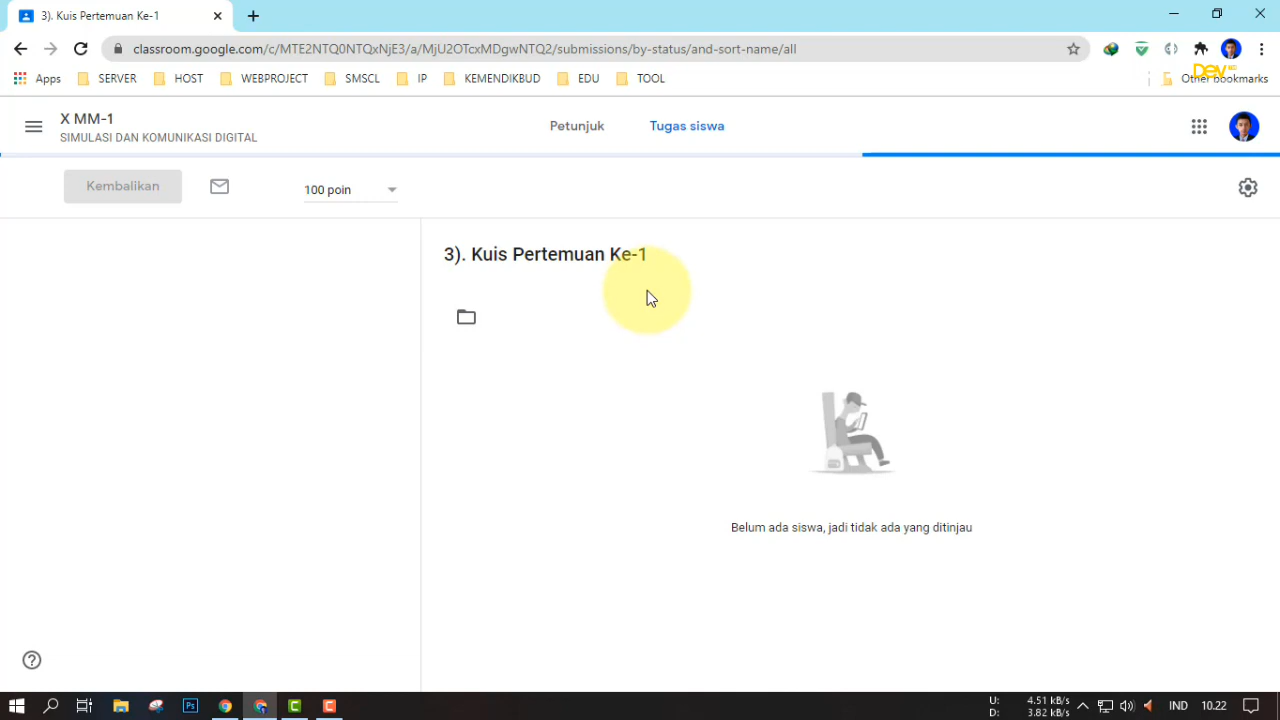 3). Kuis Pertemuan Ke-1
classroom.google.com/c/MTE2NTQ0NTQxNjE3/a/MjU2OTcxMDgwNTQ2/submissions/by-status/and-sort-name/all
Apps SERVER HOST WEBPROJECT SMSCL IP KEMENDIKBUD EDU TOOL Other bookmarks
Dev
X MM-1
SIMULASI DAN KOMUNIKASI DIGITAL
Petunjuk Tugas siswa
Kembalikan 100 poin
3). Kuis Pertemuan Ke-1
Belum ada siswa, jadi tidak ada yang ditinjau
Ps
U: 4.51 kB/s
D: 3.82 kB/s
IND 10.22